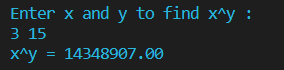 Enter x and y to find x^y :
3 15
x^y = 14348907.00